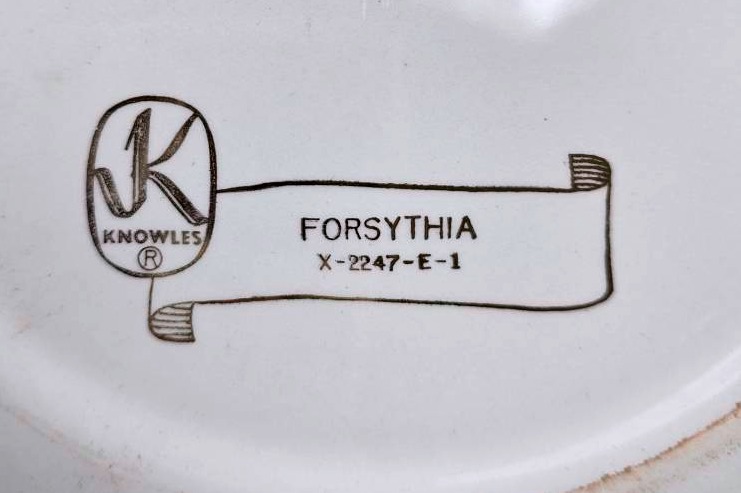 K
KNOWLES
®
FORSYTHIA
X-2247-E-1